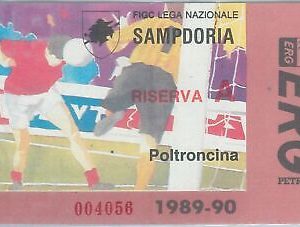 FIGC LEGA NAZIONALE
SAMPDORIA
RISERVA A
Poltroncina
004056 1989-90
ERG
ERG